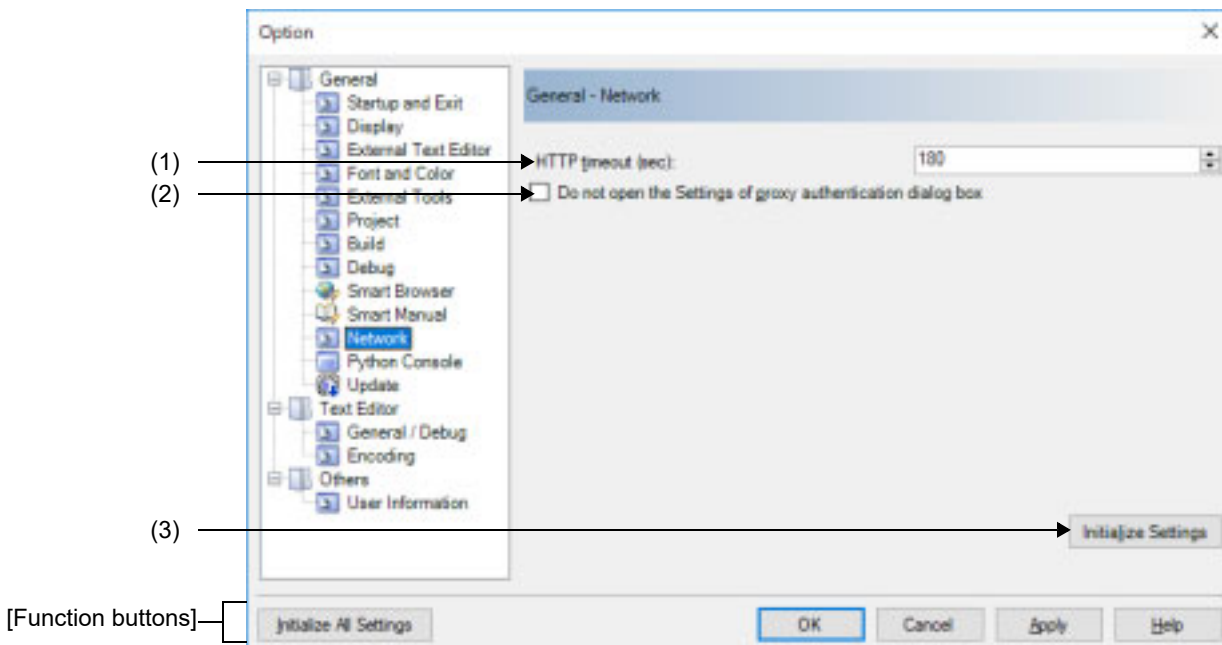 Option
General
Startup and Exit
Display
External Text Editor
Font and Color
External Tools
Project
Build
Debug
Smart Browser
Smart Manual
Network
Python Console
Update
Text Editor
General / Debug
Encoding
Others
User Information
General - Network
(1)
HTTP timeout (sec):
180
(2)
Do not open the Settings of proxy authentication dialog box
(3)
Initialize Settings
[Function buttons]
Initialize All Settings
OK
Cancel
Apply
Help